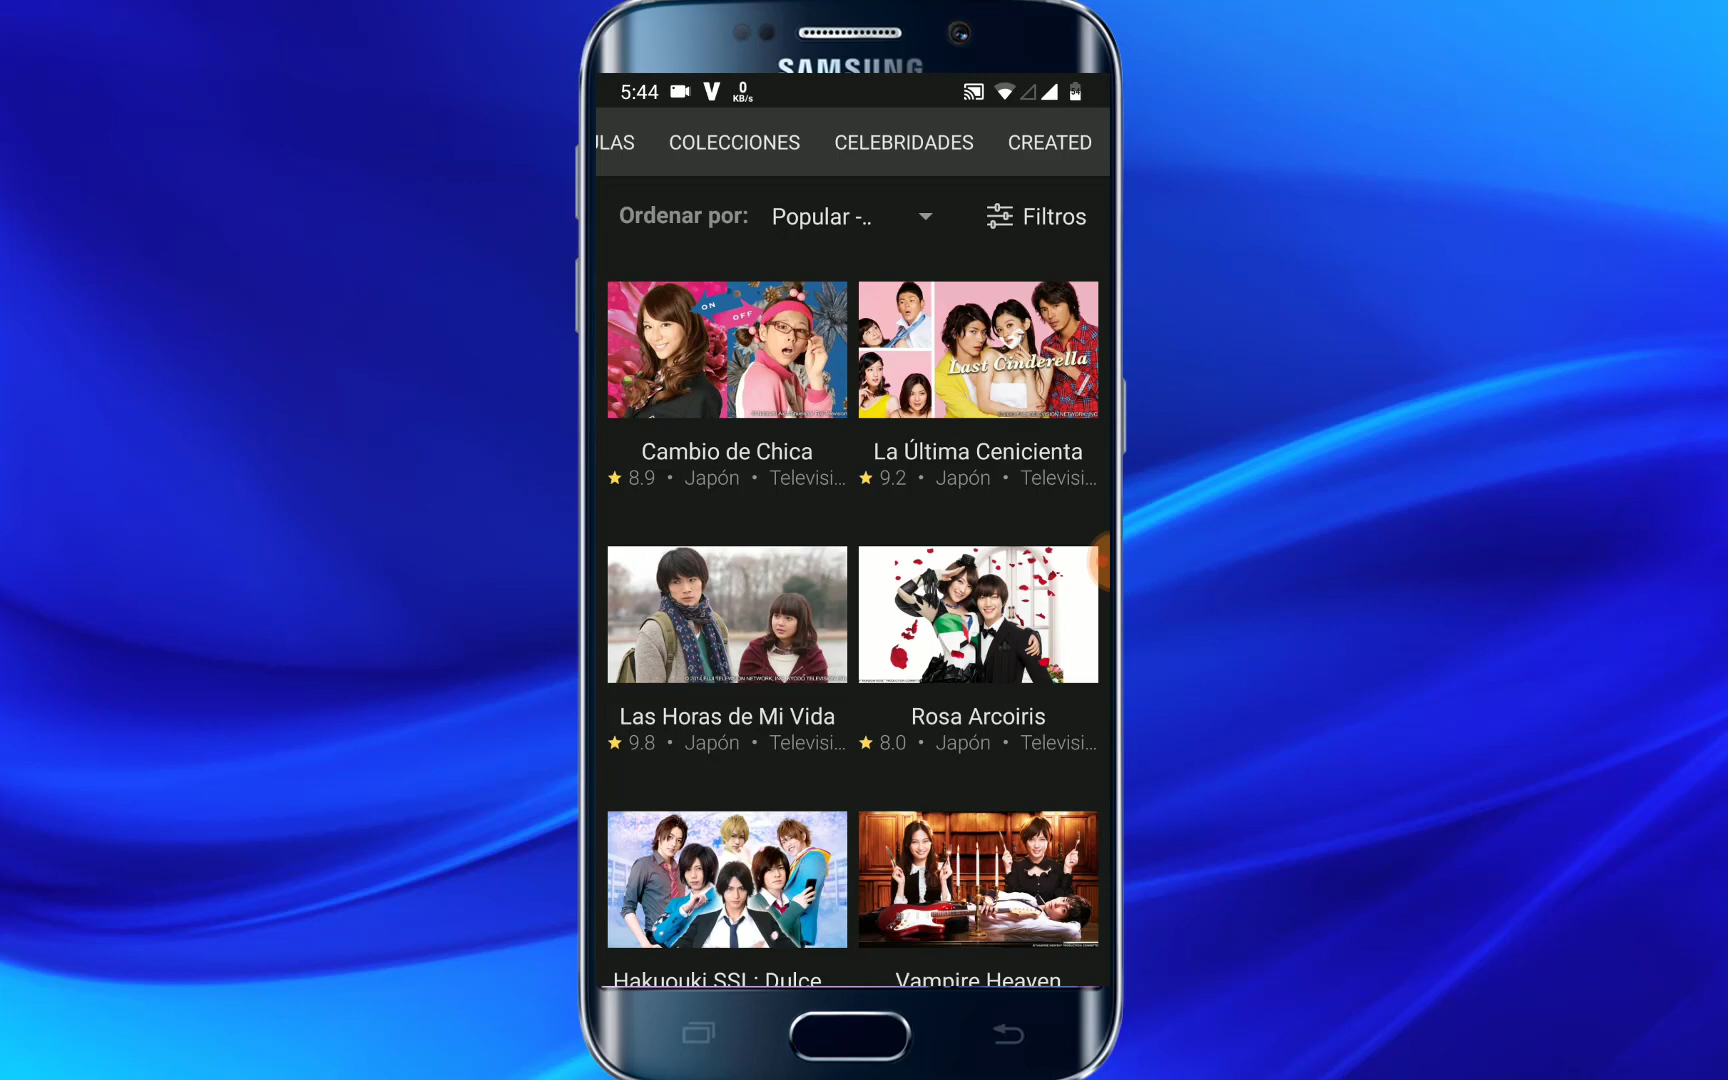 SAMSUNG
5:44 V 0 KB/s
ULAS COLECCIONES CELEBRIDADES CREATED
Ordenar por: Popular -.. Filtros
ON
OFF
Last Cinderella
Cambio de Chica
8.9 • Japón • Televisi...
La Última Cenicienta
9.2 • Japón • Televisi...
Las Horas de Mi Vida
9.8 • Japón • Televisi...
Rosa Arcoiris
8.0 • Japón • Televisi...
Hakuouki SSL: Dulce
Vampire Heaven